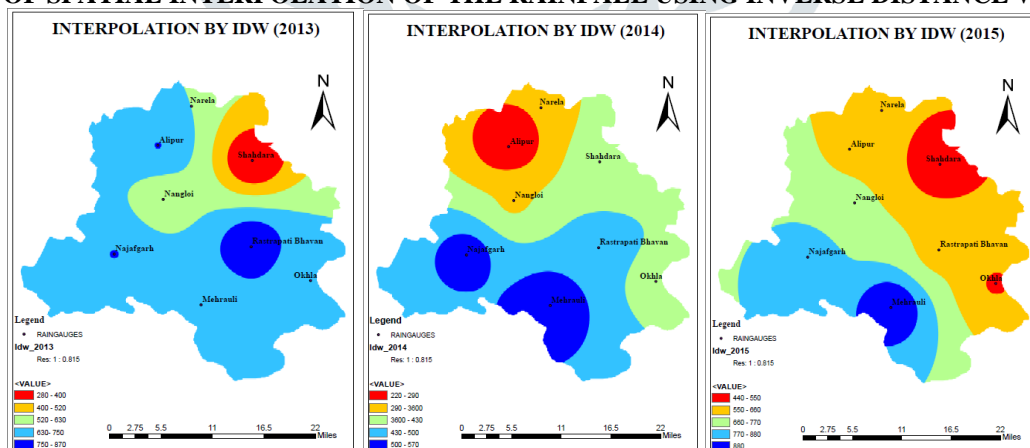 OF SPATIAL INTERPOLATION OF THE RAINFALL USING INVERSE DISTANCE
INTERPOLATION BY IDW (2013)
N
Narela
Alipur
Shahdara
Nangloi
Najafgarh
Rastrapati Bhavan
Okhla
Mehrauli
Legend
RAINGAUGES
Idw_2013
Res: 1 : 0.815
<VALUE>
280 - 400
400 - 520
520 - 630
630- 750
750 - 870
0 2.75 5.5 11 16.5 22
Miles
INTERPOLATION BY IDW (2014)
N
Narela
Alipur
Shahdara
Nangloi
Najafgarh
Rastrapati Bhavan
Okhla
Mehrauli
Legend
RAINGAUGES
Idw_2014
Res: 1 : 0.815
<VALUE>
220 - 290
290 - 3600
3600 - 430
430 - 500
500 - 570
0 2.75 5.5 11 16.5 22
Miles
INTERPOLATION BY IDW (2015)
N
Narela
Alipur
Shahdara
Nangloi
Najafgarh
Rastrapati Bhavan
Okhla
Mehrauli
Legend
RAINGAUGES
Idw_2015
Res: 1 : 0.815
<VALUE>
440 - 550
550 - 660
660 - 770
770 - 880
880
0 2.75 5.5 11 16.5 22
Miles